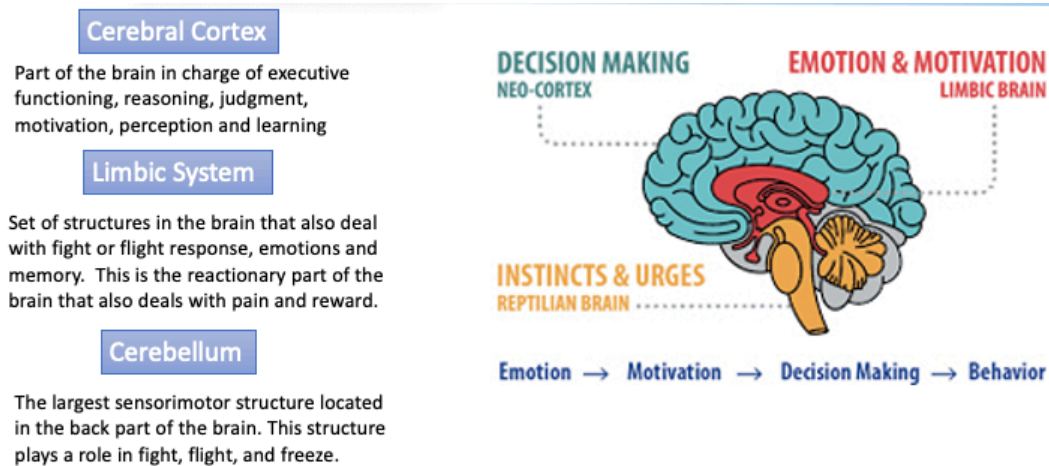 Cerebral Cortex
Part of the brain in charge of executive
functioning, reasoning, judgment,
motivation, perception and learning
Limbic System
Set of structures in the brain that also deal
with fight or flight response, emotions and
memory.  This is the reactionary part of the
brain that also deals with pain and reward.
Cerebellum
The largest sensorimotor structure located
in the back part of the brain. This structure
plays a role in fight, flight, and freeze.
DECISION MAKING
NEO-CORTEX
EMOTION & MOTIVATION
LIMBIC BRAIN
INSTINCTS & URGES
REPTILIAN BRAIN
Emotion → Motivation → Decision Making → Behavior